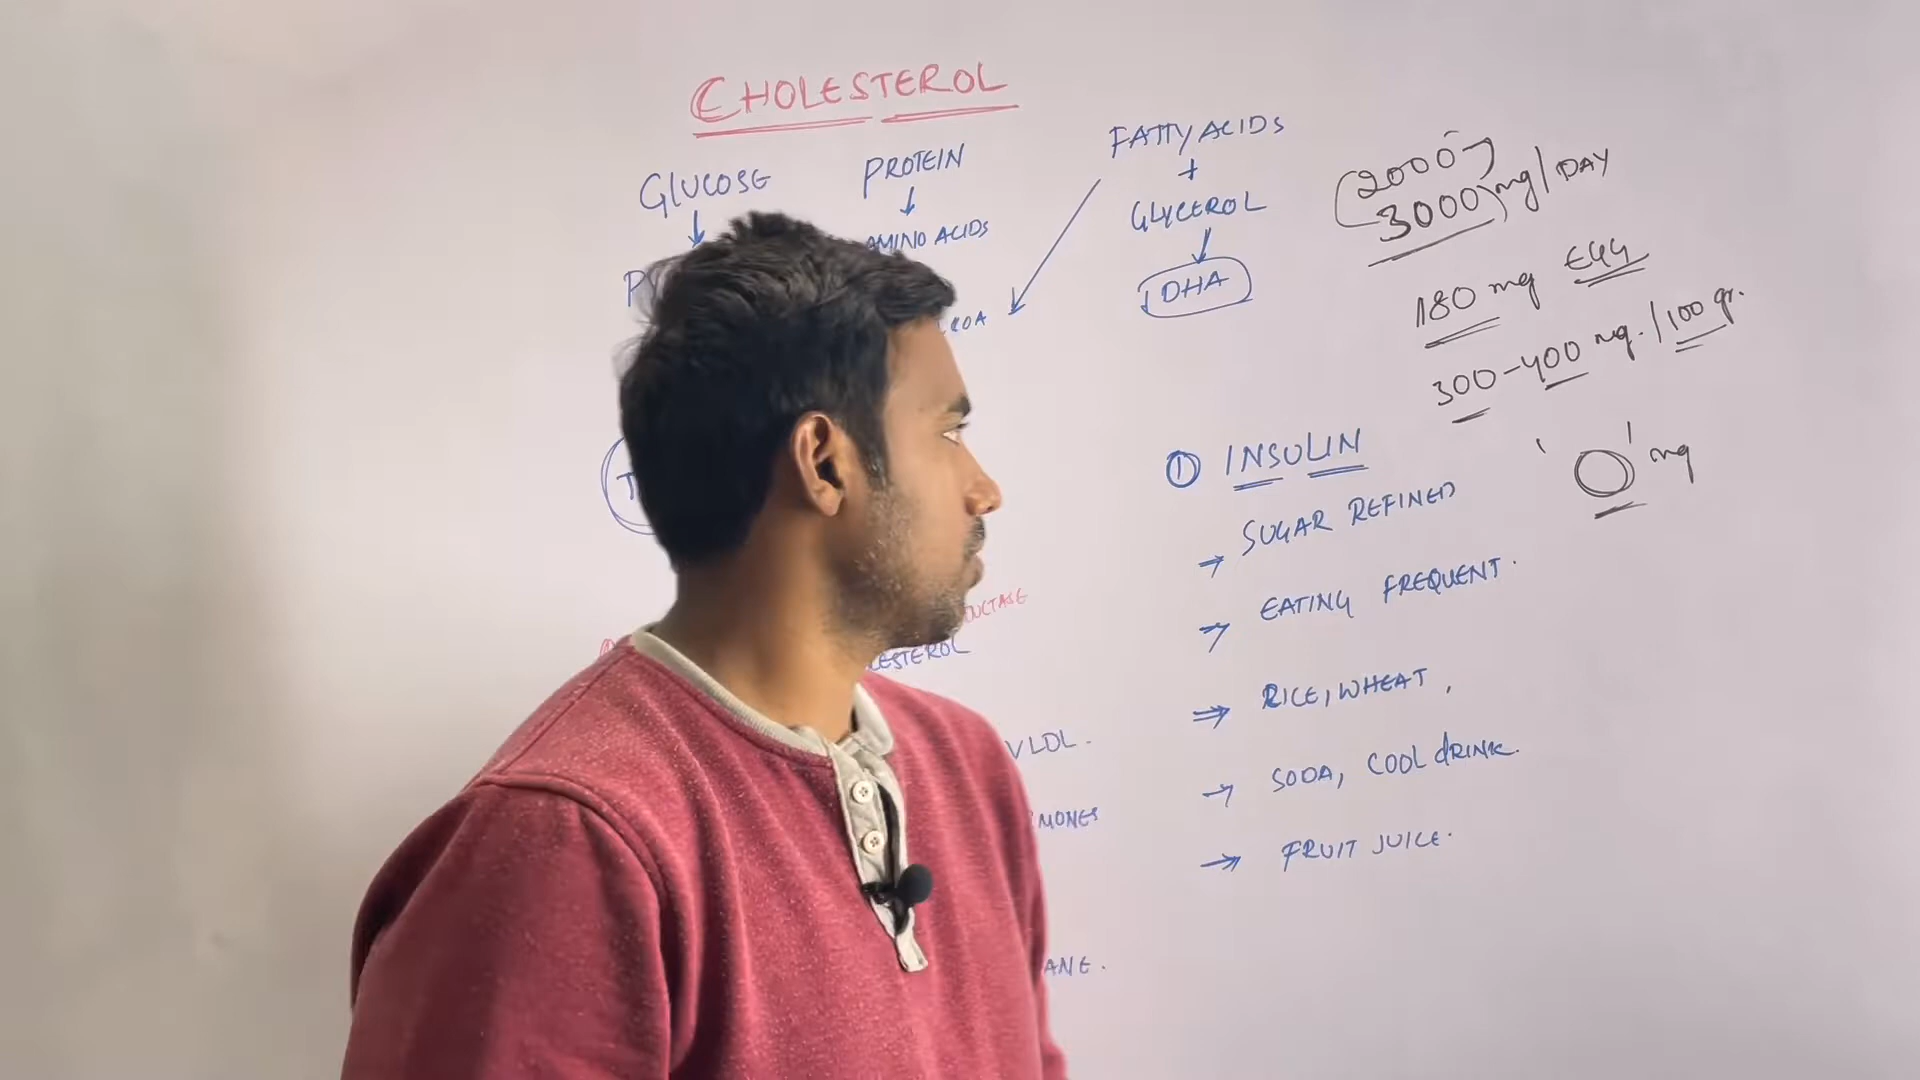 CHOLESTEROL
GLUCOSE
PROTEIN
AMINO ACIDS
FATTY ACIDS
+
GLYCEROL
DHA
COA
(2000-
3000) mg/DAY
180 mg EGG
300-400 mg./100 gr.
'O' mg
① INSULIN
→ SUGAR REFINED
→ EATING FREQUENT.
⇒ RICE, WHEAT,
→ SODA, COOL DRINK.
→ FRUIT JUICE.
UCTASE
LESTEROL
VLDL.
MONES
ANE.